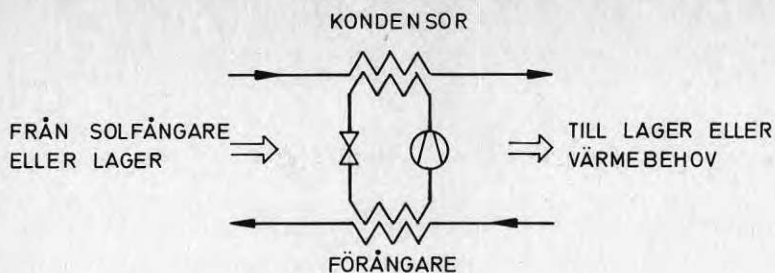 KONDENSOR
FRÅN SOLFÅNGARE
ELLER LAGER
TILL LAGER ELLER
VÄRMEBEHOV
FÖRÅNGARE